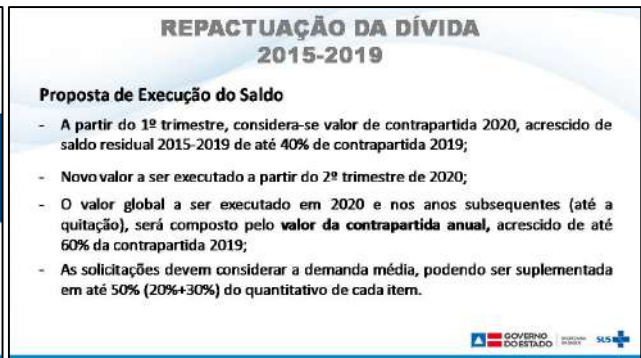 REPACTUAÇÃO DA DÍVIDA
2015-2019
Proposta de Execução do Saldo
- A partir do 1º trimestre, considera-se valor de contrapartida 2020, acrescido de
saldo residual 2015-2019 de até 40% de contrapartida 2019;
- Novo valor a ser executado a partir do 2º trimestre de 2020;
- O valor global a ser executado em 2020 e nos anos subsequentes (até a
quitação), será composto pelo valor da contrapartida anual, acrescido de até
60% da contrapartida 2019;
- As solicitações devem considerar a demanda média, podendo ser suplementada
em até 50% (20%+30%) do quantitativo de cada item.
GOVERNO
DO ESTADO
SECRETARIA
DA SAÚDE
SUS